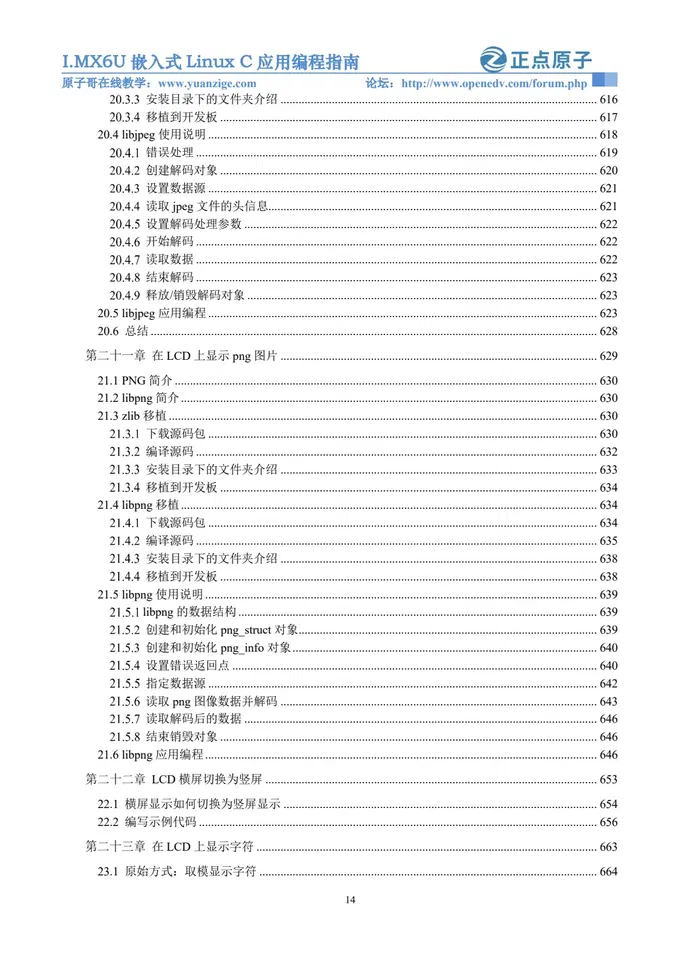 I.MX6U 嵌入式 Linux C 应用编程指南
正点原子
原子哥在线教学：www.yuanzige.com 论坛：http://www.openedv.com/forum.php
20.3.3 安装目录下的文件夹介绍 616
20.3.4 移植到开发板 617
20.4 libjpeg 使用说明 618
20.4.1 错误处理 619
20.4.2 创建解码对象 620
20.4.3 设置数据源 621
20.4.4 读取 jpeg 文件的头信息 621
20.4.5 设置解码处理参数 622
20.4.6 开始解码 622
20.4.7 读取数据 622
20.4.8 结束解码 623
20.4.9 释放/销毁解码对象 623
20.5 libjpeg 应用编程 623
20.6 总结 628
第二十一章 在 LCD 上显示 png 图片 629
21.1 PNG 简介 630
21.2 libpng 简介 630
21.3 zlib 移植 630
21.3.1 下载源码包 630
21.3.2 编译源码 632
21.3.3 安装目录下的文件夹介绍 633
21.3.4 移植到开发板 634
21.4 libpng 移植 634
21.4.1 下载源码包 634
21.4.2 编译源码 635
21.4.3 安装目录下的文件夹介绍 638
21.4.4 移植到开发板 638
21.5 libpng 使用说明 639
21.5.1 libpng 的数据结构 639
21.5.2 创建和初始化 png_struct 对象 639
21.5.3 创建和初始化 png_info 对象 640
21.5.4 设置错误返回点 640
21.5.5 指定数据源 642
21.5.6 读取 png 图像数据并解码 643
21.5.7 读取解码后的数据 646
21.5.8 结束销毁对象 646
21.6 libpng 应用编程 646
第二十二章 LCD 横屏切换为竖屏 653
22.1 横屏显示如何切换为竖屏显示 654
22.2 编写示例代码 656
第二十三章 在 LCD 上显示字符 663
23.1 原始方式：取模显示字符 664
14